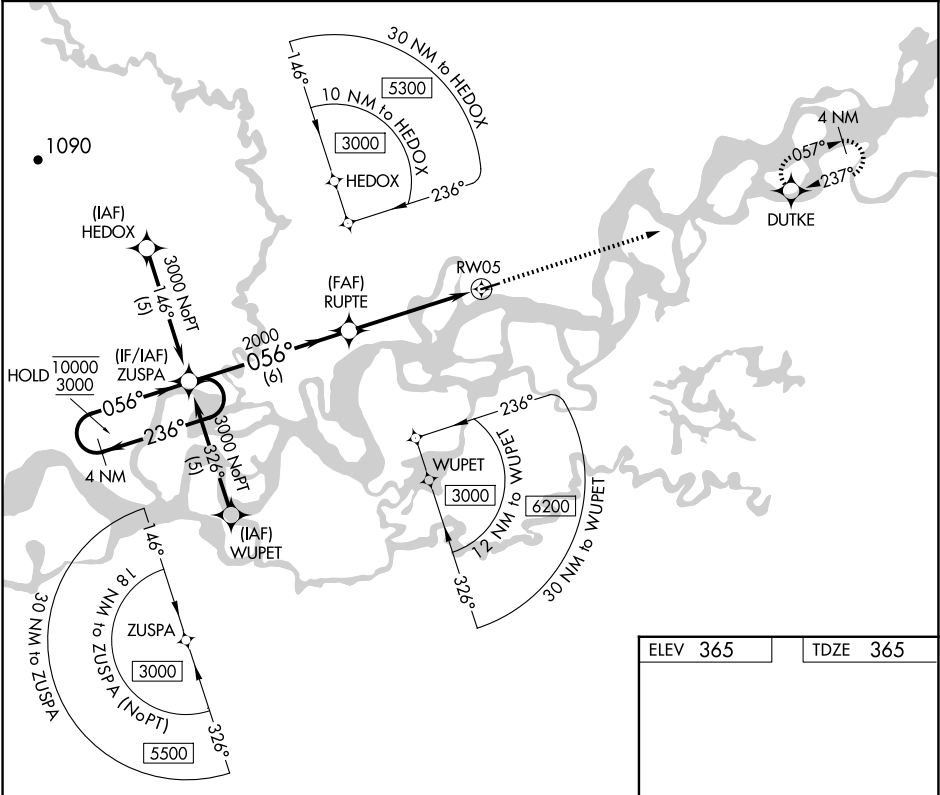 30 NM to HEDOX
146°
5300
10 NM to HEDOX
3000
HEDOX
236°
4 NM
057°
237°
DUTKE
1090
(IAF)
HEDOX
3000 NoPT
146°
(5)
RW05
(FAF)
RUPTE
2000
056°
(6)
(IF/IAF)
ZUSPA
HOLD
10000
3000
056°
236°
4 NM
3000 NoPT
326°
(5)
(IAF)
WUPET
236°
WUPET
3000
12 NM to WUPET
6200
30 NM to WUPET
326°
146°
18 NM to ZUSPA (NoPT)
30 NM to ZUSPA
ZUSPA
3000
326°
5500
ELEV 365
TDZE 365